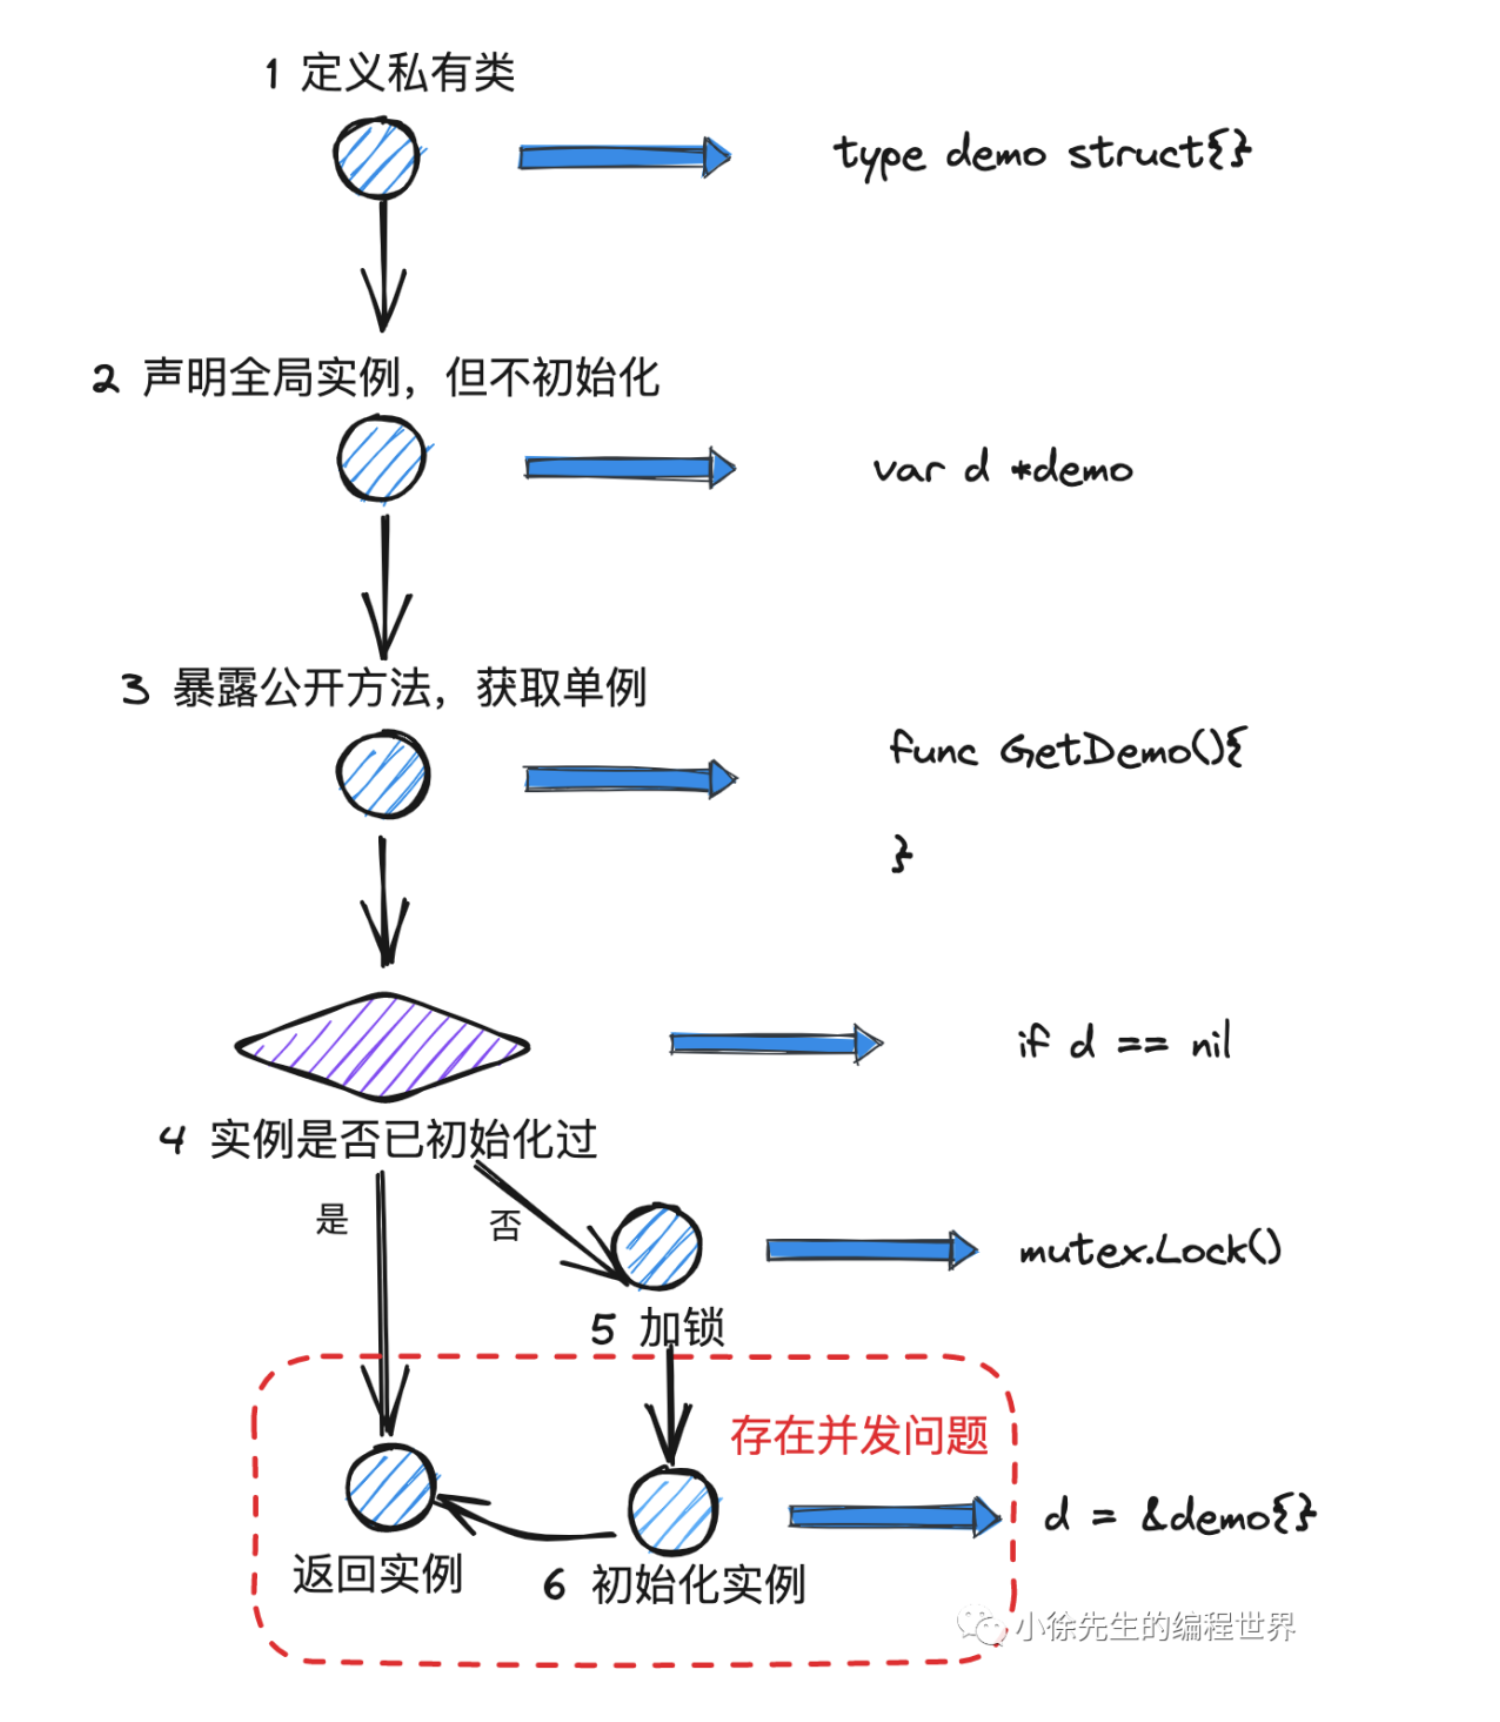 1 定义私有类
type demo struct{}
2 声明全局实例，但不初始化
var d *demo
3 暴露公开方法，获取单例
func GetDemo(){
}
if d == nil
4 实例是否已初始化过
是
否
mutex.Lock()
5 加锁
存在并发问题
d = &demo{}
返回实例
6 初始化实例
小徐先生的编程世界